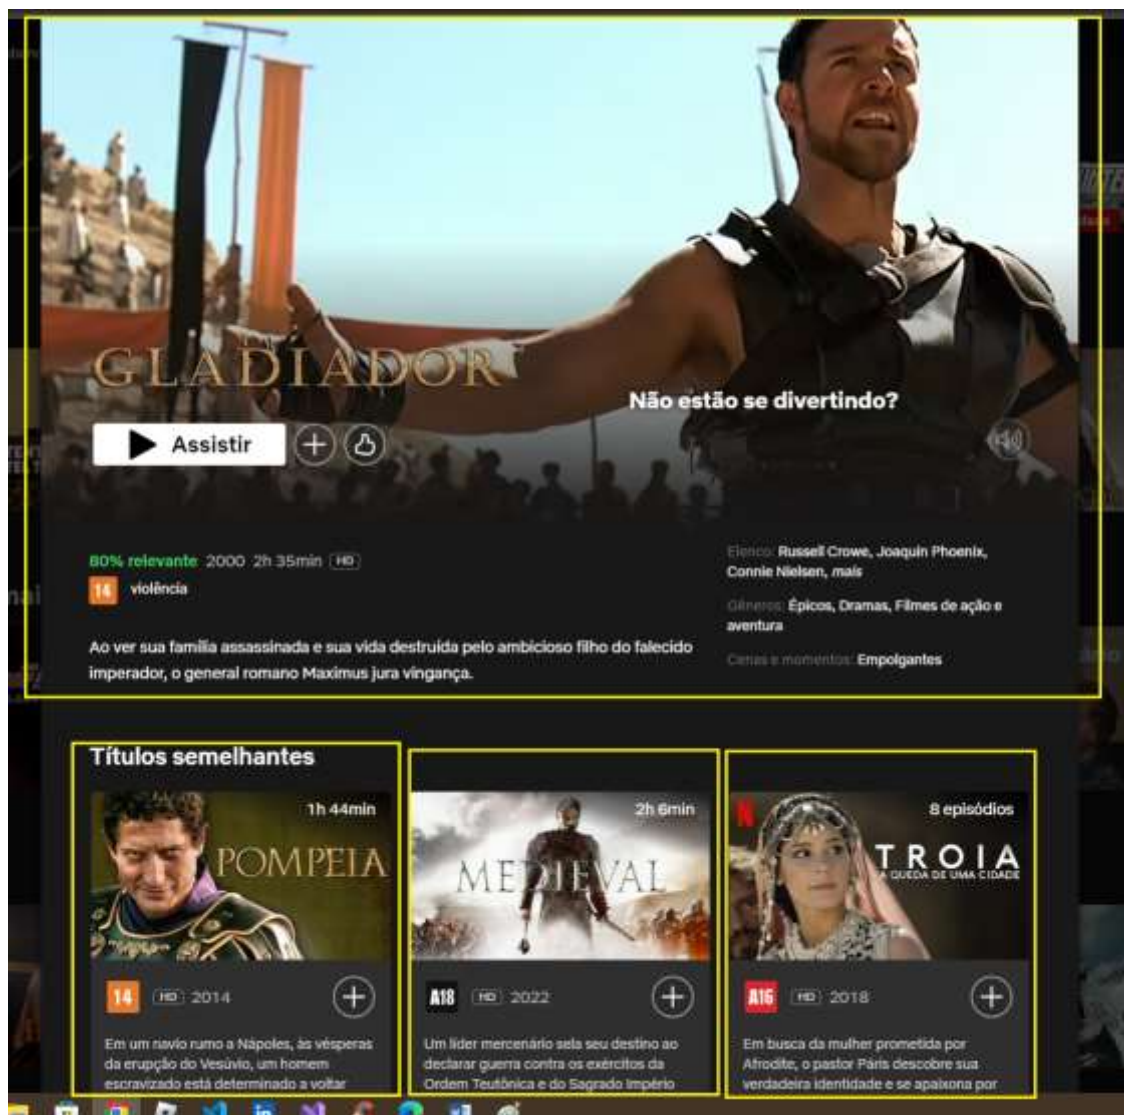 GLADIADOR
Não estão se divertindo?
Assistir
80% relevante 2000 2h 35min HD
14 violência
Ao ver sua família assassinada e sua vida destruída pelo ambicioso filho do falecido
imperador, o general romano Maximus jura vingança.
Elenco: Russell Crowe, Joaquin Phoenix,
Connie Nielsen, mais
Gêneros: Épicos, Dramas, Filmes de ação e
aventura
Cenas e momentos: Empolgantes
Títulos semelhantes
1h 44min
POMPEIA
14 HD 2014
Em um navio rumo a Nápoles, às vésperas
da erupção do Vesúvio, um homem
escravizado está determinado a voltar
2h 6min
MEDIEVAL
A18 HD 2022
Um líder mercenário sela seu destino ao
declarar guerra contra os exércitos da
Ordem Teutônica e do Sagrado Império
N
8 episódios
TROIA
A QUEDA DE UMA CIDADE
A16 HD 2018
Em busca da mulher prometida por
Afrodite, o pastor Páris descobre sua
verdadeira identidade e se apaixona por